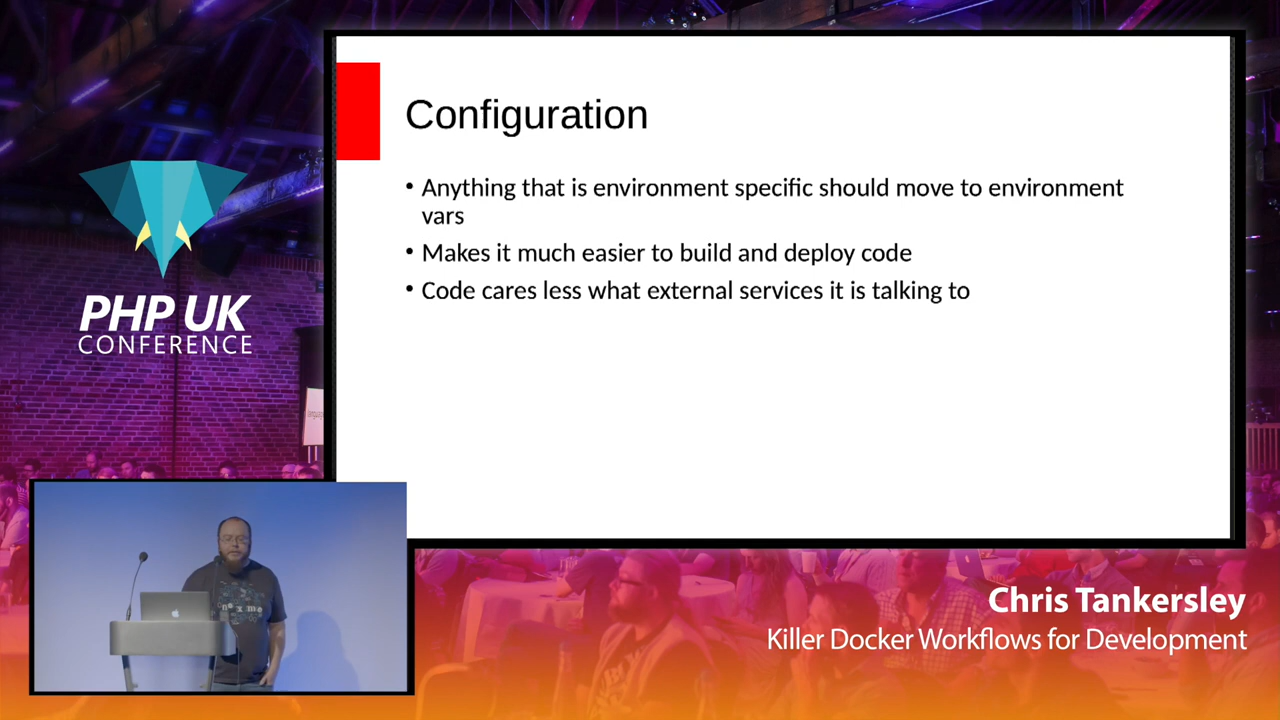 Configuration
• Anything that is environment specific should move to environment
vars
• Makes it much easier to build and deploy code
• Code cares less what external services it is talking to
PHP UK
CONFERENCE
Chris Tankersley
Killer Docker Workflows for Development